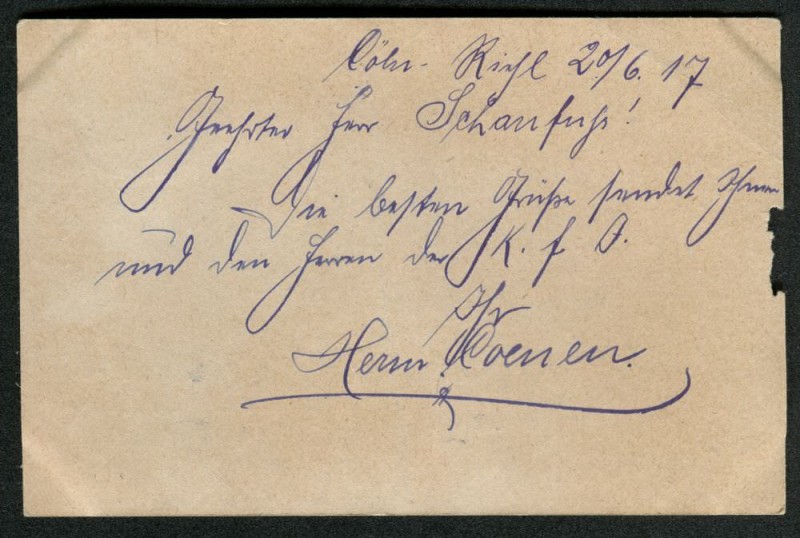 Cöln-Riehl 20/6. 17
Geehrter Herr Schaufuhs!
Die besten Grüße sendet Ihnen
und den Herren der K. f. O.
Ihr
Herm. Coenen.